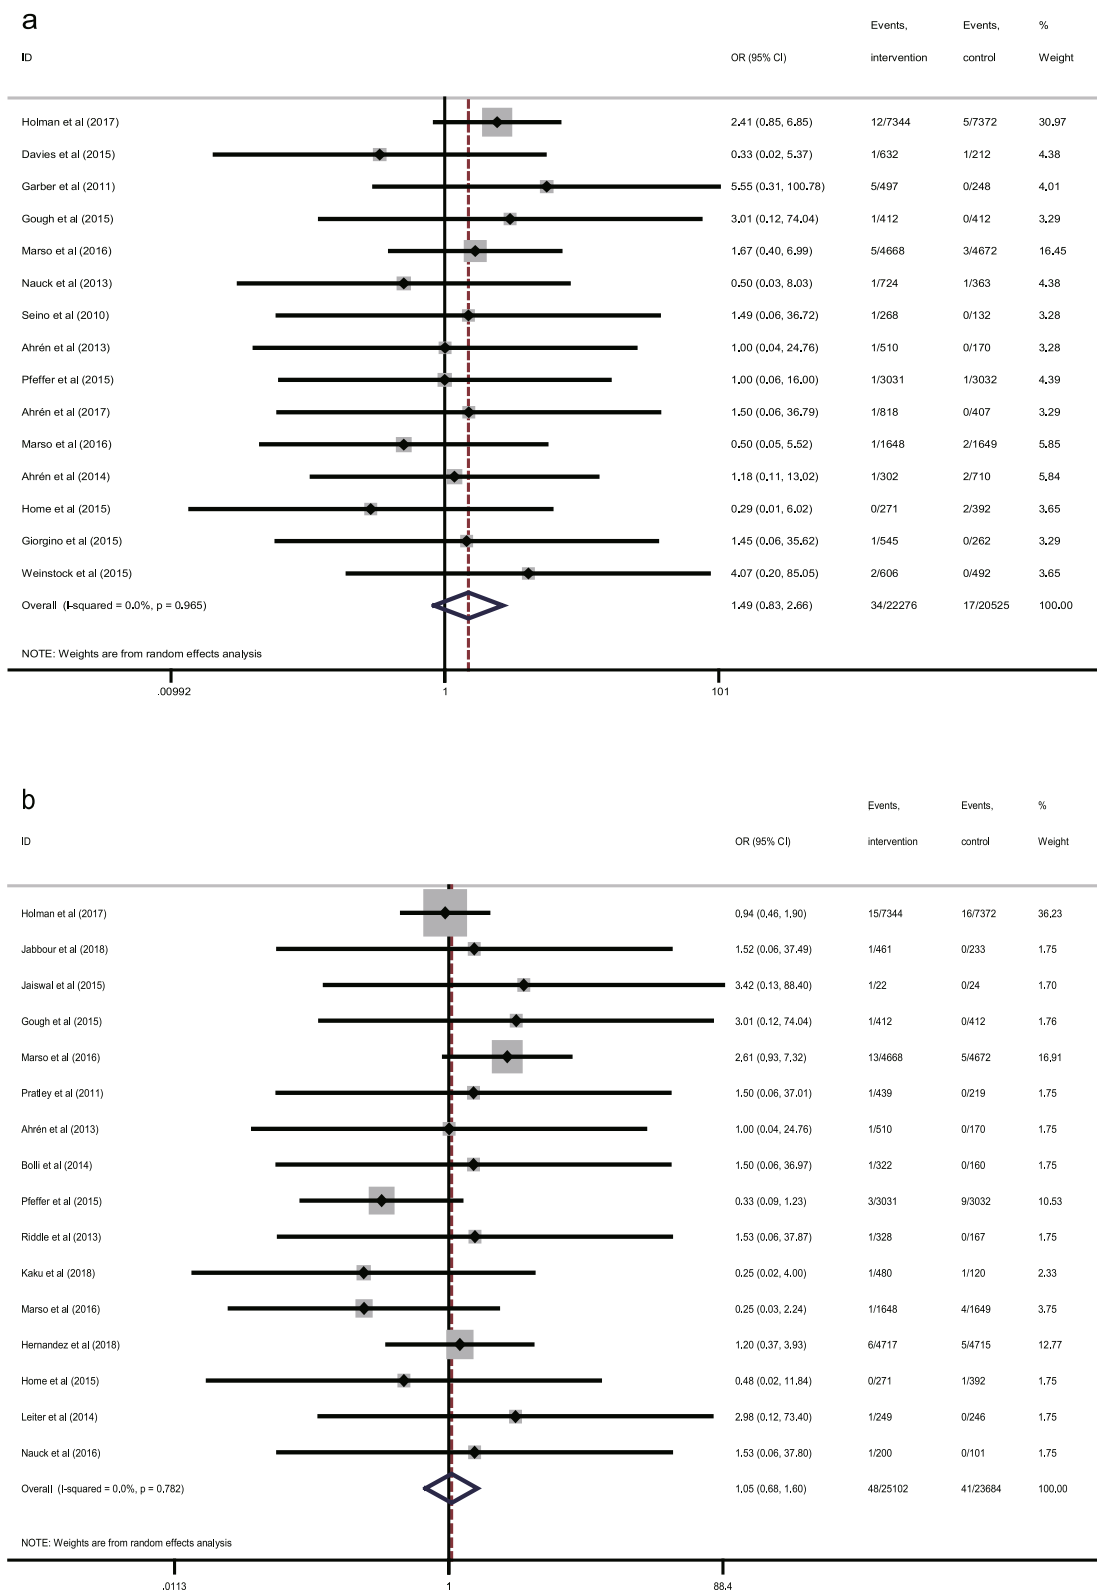 a
Events, Events, %
ID OR (95% CI) intervention control Weight
Holman et al (2017) 2.41 (0.85, 6.85) 12/7344 5/7372 30.97
Davies et al (2015) 0.33 (0.02, 5.37) 1/632 1/212 4.38
Garber et al (2011) 5.55 (0.31, 100.78) 5/497 0/248 4.01
Gough et al (2015) 3.01 (0.12, 74.04) 1/412 0/412 3.29
Marso et al (2016) 1.67 (0.40, 6.99) 5/4668 3/4672 16.45
Nauck et al (2013) 0.50 (0.03, 8.03) 1/724 1/363 4.38
Seino et al (2010) 1.49 (0.06, 36.72) 1/268 0/132 3.28
Ahrén et al (2013) 1.00 (0.04, 24.76) 1/510 0/170 3.28
Pfeffer et al (2015) 1.00 (0.06, 16.00) 1/3031 1/3032 4.39
Ahrén et al (2017) 1.50 (0.06, 36.79) 1/818 0/407 3.29
Marso et al (2016) 0.50 (0.05, 5.52) 1/1648 2/1649 5.85
Ahrén et al (2014) 1.18 (0.11, 13.02) 1/302 2/710 5.84
Home et al (2015) 0.29 (0.01, 6.02) 0/271 2/392 3.65
Giorgino et al (2015) 1.45 (0.06, 35.62) 1/545 0/262 3.29
Weinstock et al (2015) 4.07 (0.20, 85.05) 2/606 0/492 3.65
Overall (I-squared = 0.0%, p = 0.965) 1.49 (0.83, 2.66) 34/22276 17/20525 100.00
NOTE: Weights are from random effects analysis
.00992 1 101
b
Events, Events, %
ID OR (95% CI) intervention control Weight
Holman et al (2017) 0.94 (0.46, 1.90) 15/7344 16/7372 36.23
Jabbour et al (2018) 1.52 (0.06, 37.49) 1/461 0/233 1.75
Jaiswal et al (2015) 3.42 (0.13, 88.40) 1/22 0/24 1.70
Gough et al (2015) 3.01 (0.12, 74.04) 1/412 0/412 1.76
Marso et al (2016) 2.61 (0.93, 7.32) 13/4668 5/4672 16.91
Pratley et al (2011) 1.50 (0.06, 37.01) 1/439 0/219 1.75
Ahrén et al (2013) 1.00 (0.04, 24.76) 1/510 0/170 1.75
Bolli et al (2014) 1.50 (0.06, 36.97) 1/322 0/160 1.75
Pfeffer et al (2015) 0.33 (0.09, 1.23) 3/3031 9/3032 10.53
Riddle et al (2013) 1.53 (0.06, 37.87) 1/328 0/167 1.75
Kaku et al (2018) 0.25 (0.02, 4.00) 1/480 1/120 2.33
Marso et al (2016) 0.25 (0.03, 2.24) 1/1648 4/1649 3.75
Hernandez et al (2018) 1.20 (0.37, 3.93) 6/4717 5/4715 12.77
Home et al (2015) 0.48 (0.02, 11.84) 0/271 1/392 1.75
Leiter et al (2014) 2.98 (0.12, 73.40) 1/249 0/246 1.75
Nauck et al (2016) 1.53 (0.06, 37.80) 1/200 0/101 1.75
Overall (I-squared = 0.0%, p = 0.782) 1.05 (0.68, 1.60) 48/25102 41/23684 100.00
NOTE: Weights are from random effects analysis
.0113 1 88.4